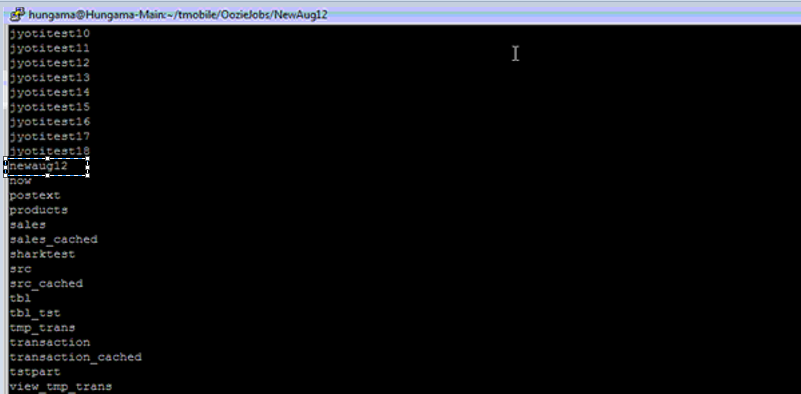 hungama@Hungama-Main:~/tmobile/OozieJobs/NewAug12
jyotitest10
jyotitest11
jyotitest12
jyotitest13
jyotitest14
jyotitest15
jyotitest16
jyotitest17
jyotitest18
newaug12
now
postext
products
sales
sales_cached
sharktest
src
src_cached
tbl
tbl_tst
tmp_trans
transaction
transaction_cached
tstpart
view_tmp_trans